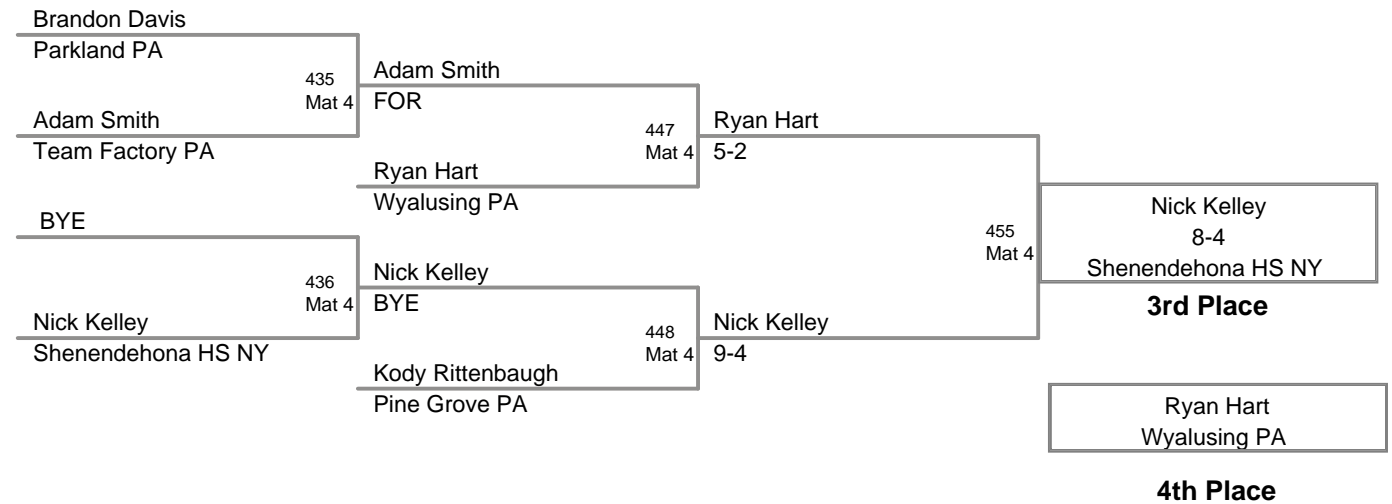 Brandon Davis
Parkland PA
435
Mat 4
Adam Smith
Team Factory PA
Adam Smith
FOR
447
Mat 4
Ryan Hart
Wyalusing PA
Ryan Hart
5-2
BYE
436
Mat 4
Nick Kelley
Shenendehona HS NY
Nick Kelley
BYE
448
Mat 4
Kody Rittenbaugh
Pine Grove PA
Nick Kelley
9-4
455
Mat 4
Nick Kelley
8-4
Shenendehona HS NY
3rd Place
Ryan Hart
Wyalusing PA
4th Place